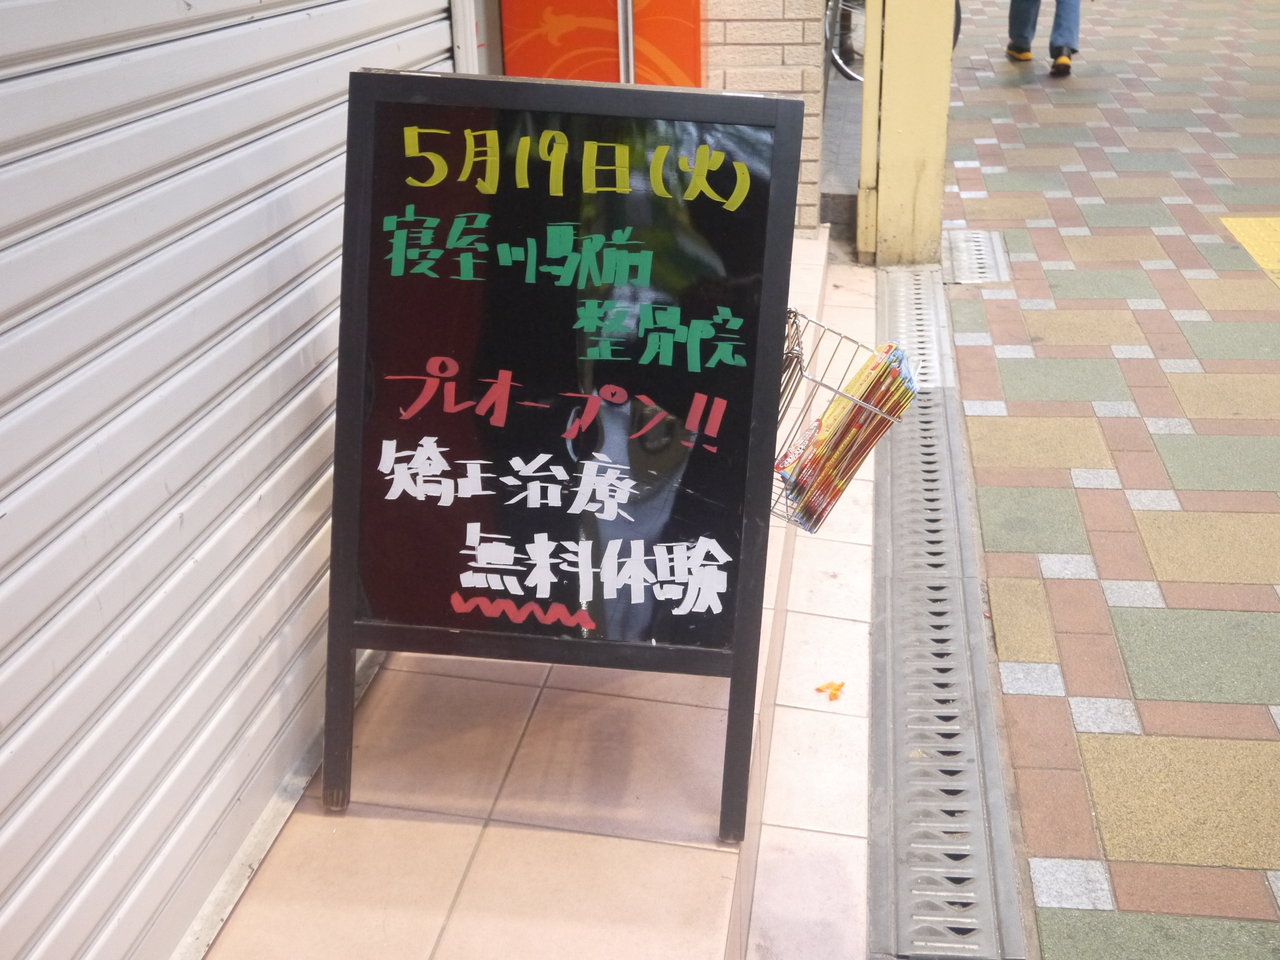 5月19日(火)
寝屋川駅前
整骨院
プレオープン!!
矯正治療
無料体験